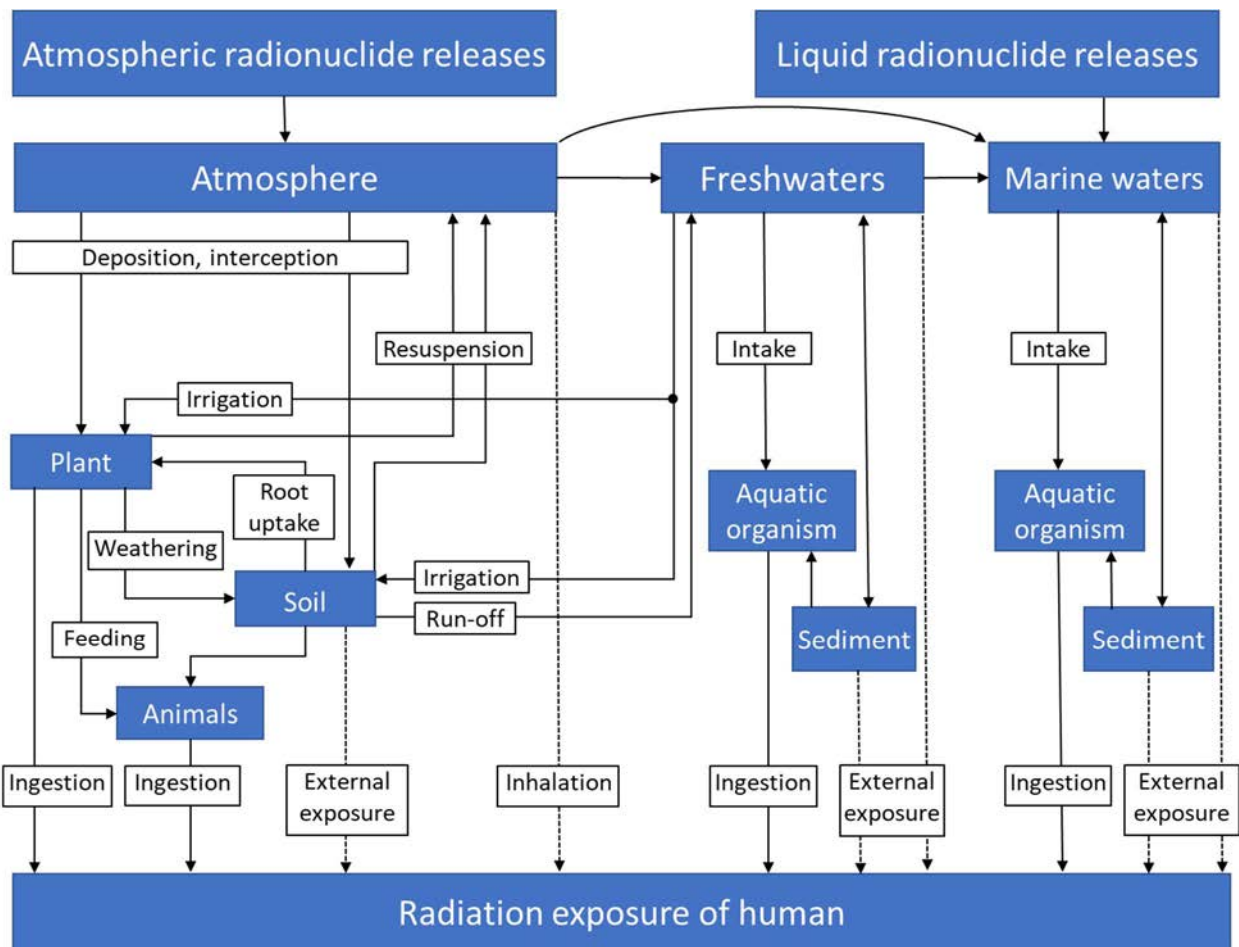 Atmospheric radionuclide releases
Liquid radionuclide releases
Atmosphere
Freshwaters
Marine waters
Deposition, interception
Resuspension
Intake
Intake
Irrigation
Plant
Root
uptake
Aquatic
organism
Aquatic
organism
Weathering
Irrigation
Soil
Run-off
Feeding
Sediment
Sediment
Animals
Ingestion
Ingestion
External
exposure
Inhalation
Ingestion
External
exposure
Ingestion
External
exposure
Radiation exposure of human